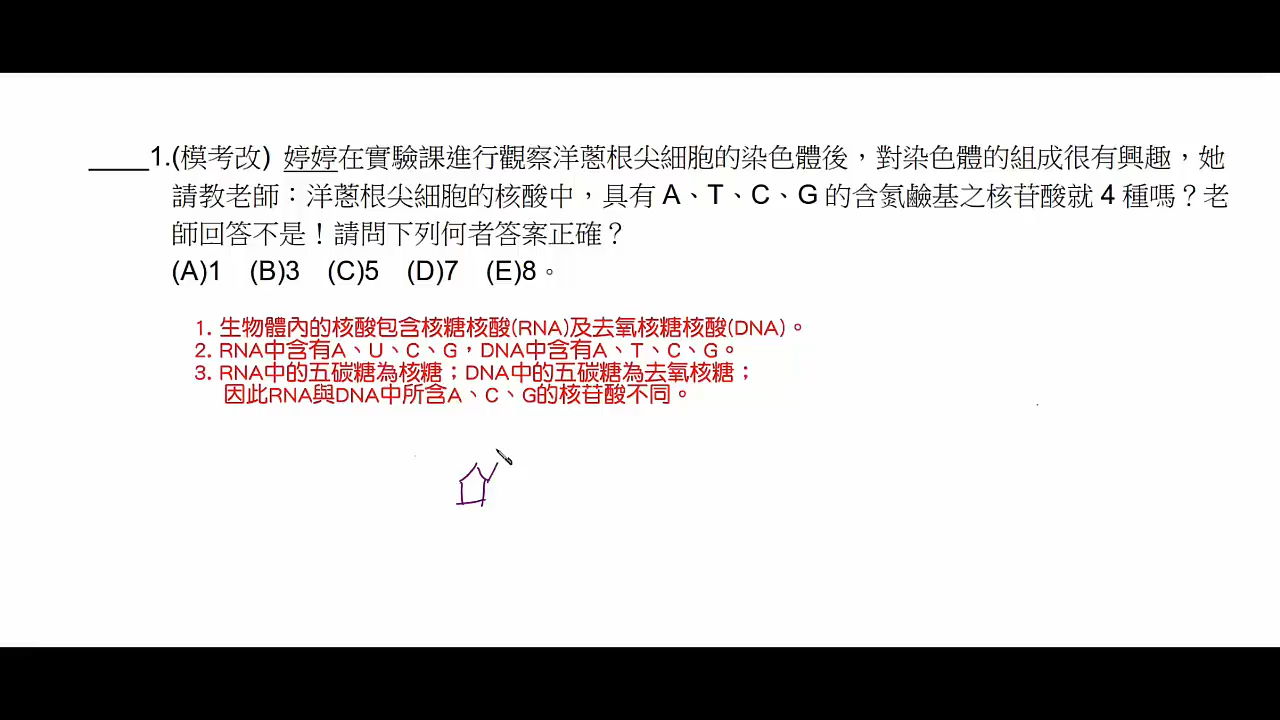 ____1.(模考改) 婷婷在實驗課進行觀察洋蔥根尖細胞的染色體後，對染色體的組成很有興趣，她
請教老師：洋蔥根尖細胞的核酸中，具有 A、T、C、G 的含氮鹼基之核苷酸就 4 種嗎？老
師回答不是！請問下列何者答案正確？
(A)1 (B)3 (C)5 (D)7 (E)8。
1. 生物體內的核酸包含核糖核酸(RNA)及去氧核糖核酸(DNA)。
2. RNA中含有A、U、C、G，DNA中含有A、T、C、G。
3. RNA中的五碳糖為核糖；DNA中的五碳糖為去氧核糖；
因此RNA與DNA中所含A、C、G的核苷酸不同。